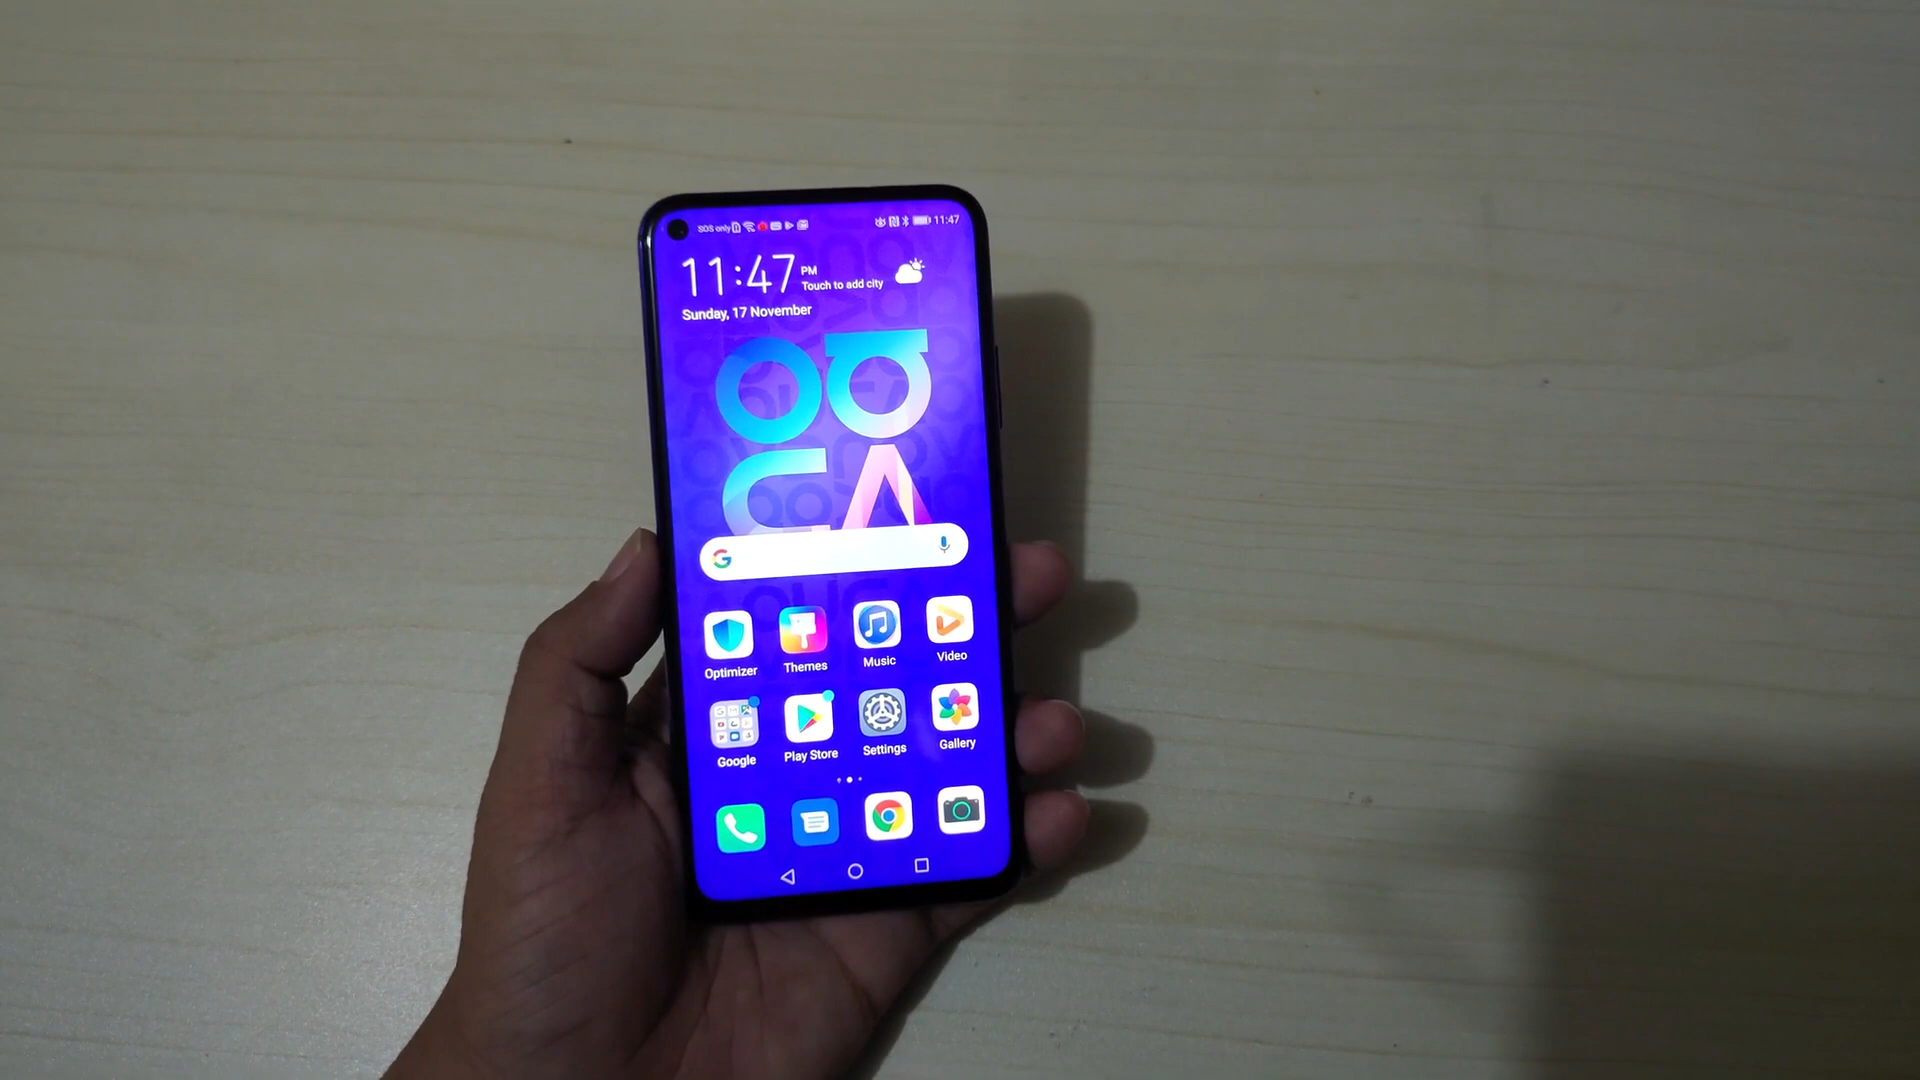 SOS only
11:47
11:47 PM
Touch to add city
Sunday, 17 November
Optimizer
Themes
Music
Video
Google
Play Store
Settings
Gallery